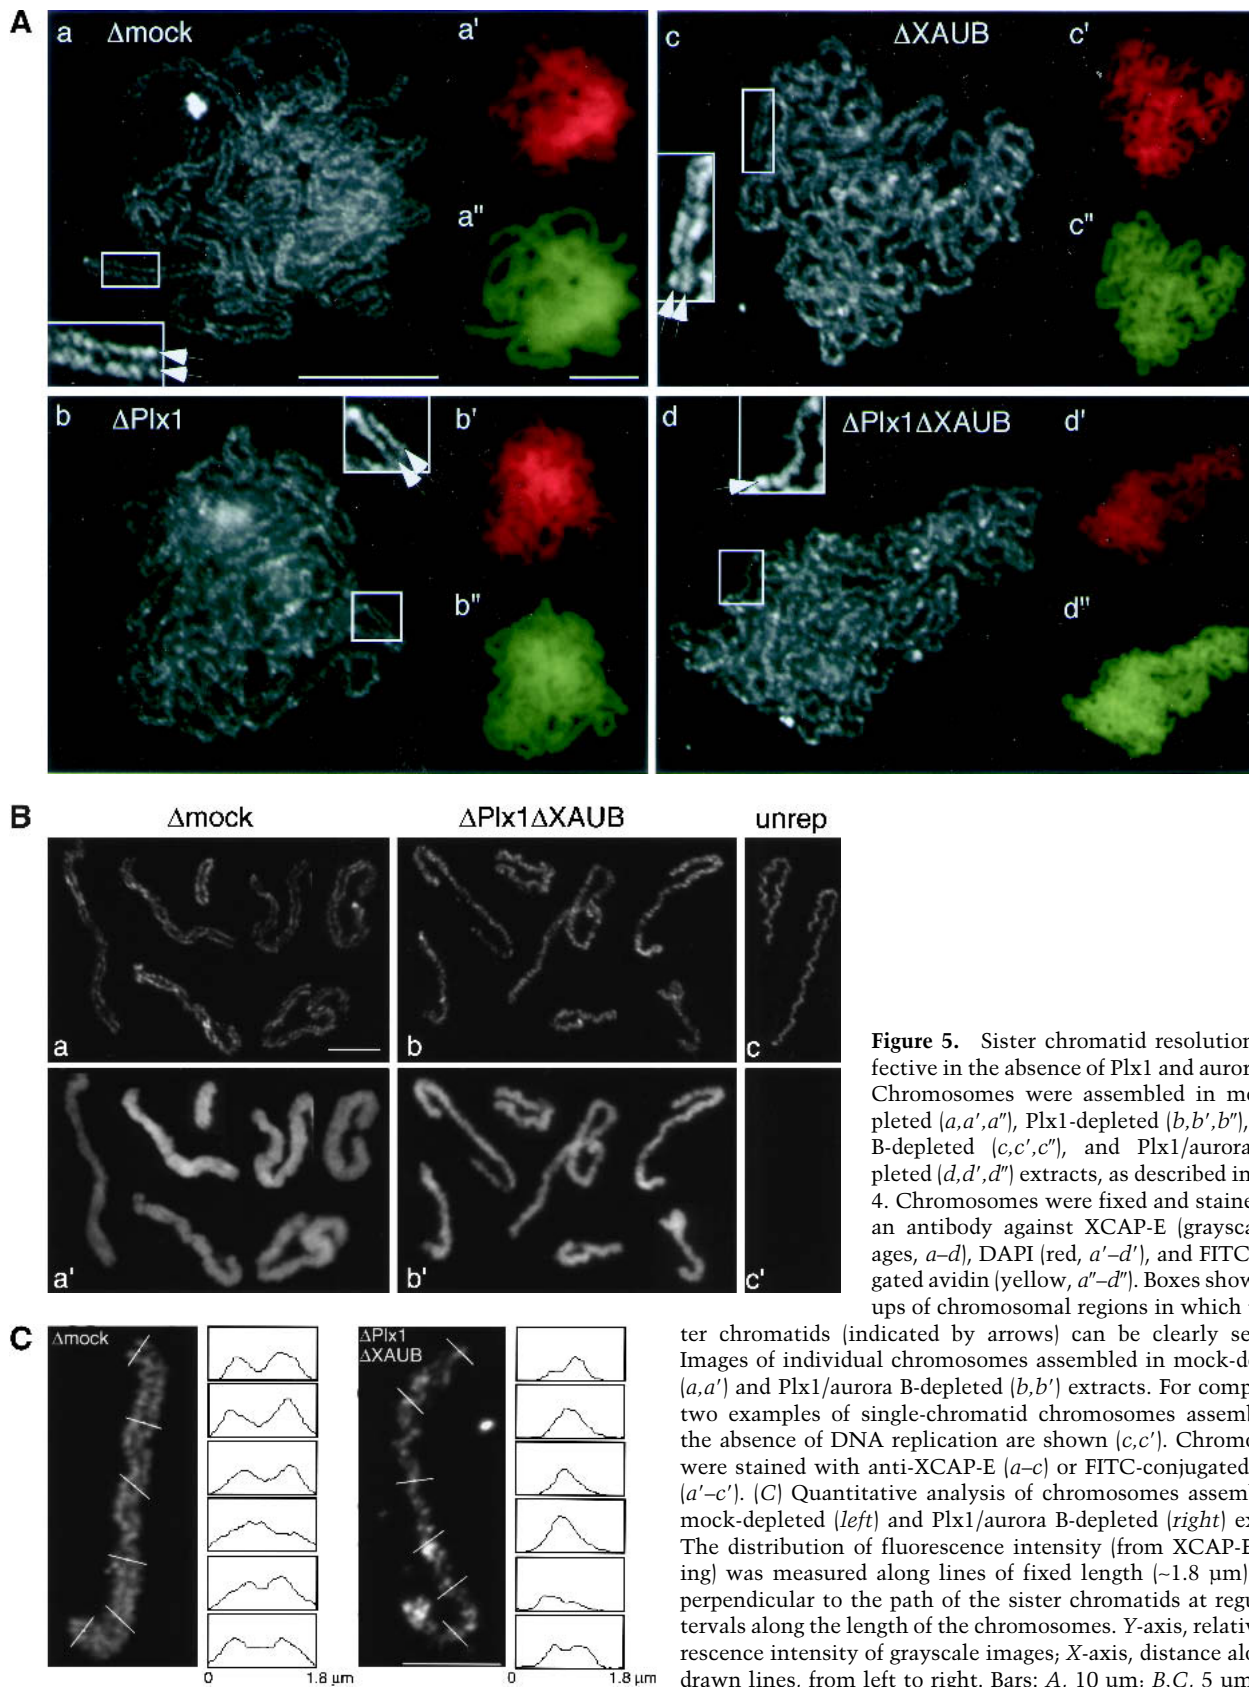 A
a Δmock
a'
a"
c ΔXAUB
c'
c"
b ΔPlx1
b'
b"
d ΔPlx1ΔXAUB
d'
d"
B
Δmock
ΔPlx1ΔXAUB
unrep
a
b
c
a'
b'
c'
C
Δmock
ΔPlx1
ΔXAUB
0 1.8 μm
0 1.8 μm
Figure 5. Sister chromatid resolution
fective in the absence of Plx1 and auror
Chromosomes were assembled in mo
pleted (a,a′,a″), Plx1-depleted (b,b′,b″),
B-depleted (c,c′,c″), and Plx1/aurora
pleted (d,d′,d″) extracts, as described in
4. Chromosomes were fixed and staine
an antibody against XCAP-E (graysca
ages, a–d), DAPI (red, a′–d′), and FITC
gated avidin (yellow, a″–d″). Boxes show
ups of chromosomal regions in which
ter chromatids (indicated by arrows) can be clearly se
Images of individual chromosomes assembled in mock-de
(a,a′) and Plx1/aurora B-depleted (b,b′) extracts. For comp
two examples of single-chromatid chromosomes assemb
the absence of DNA replication are shown (c,c′). Chromo
were stained with anti-XCAP-E (a–c) or FITC-conjugated
(a′–c′). (C) Quantitative analysis of chromosomes assemb
mock-depleted (left) and Plx1/aurora B-depleted (right) ex
The distribution of fluorescence intensity (from XCAP-E
ing) was measured along lines of fixed length (~1.8 μm)
perpendicular to the path of the sister chromatids at regu
tervals along the length of the chromosomes. Y-axis, relativ
rescence intensity of grayscale images; X-axis, distance alo
drawn lines, from left to right. Bars: A, 10 μm; B,C, 5 μm